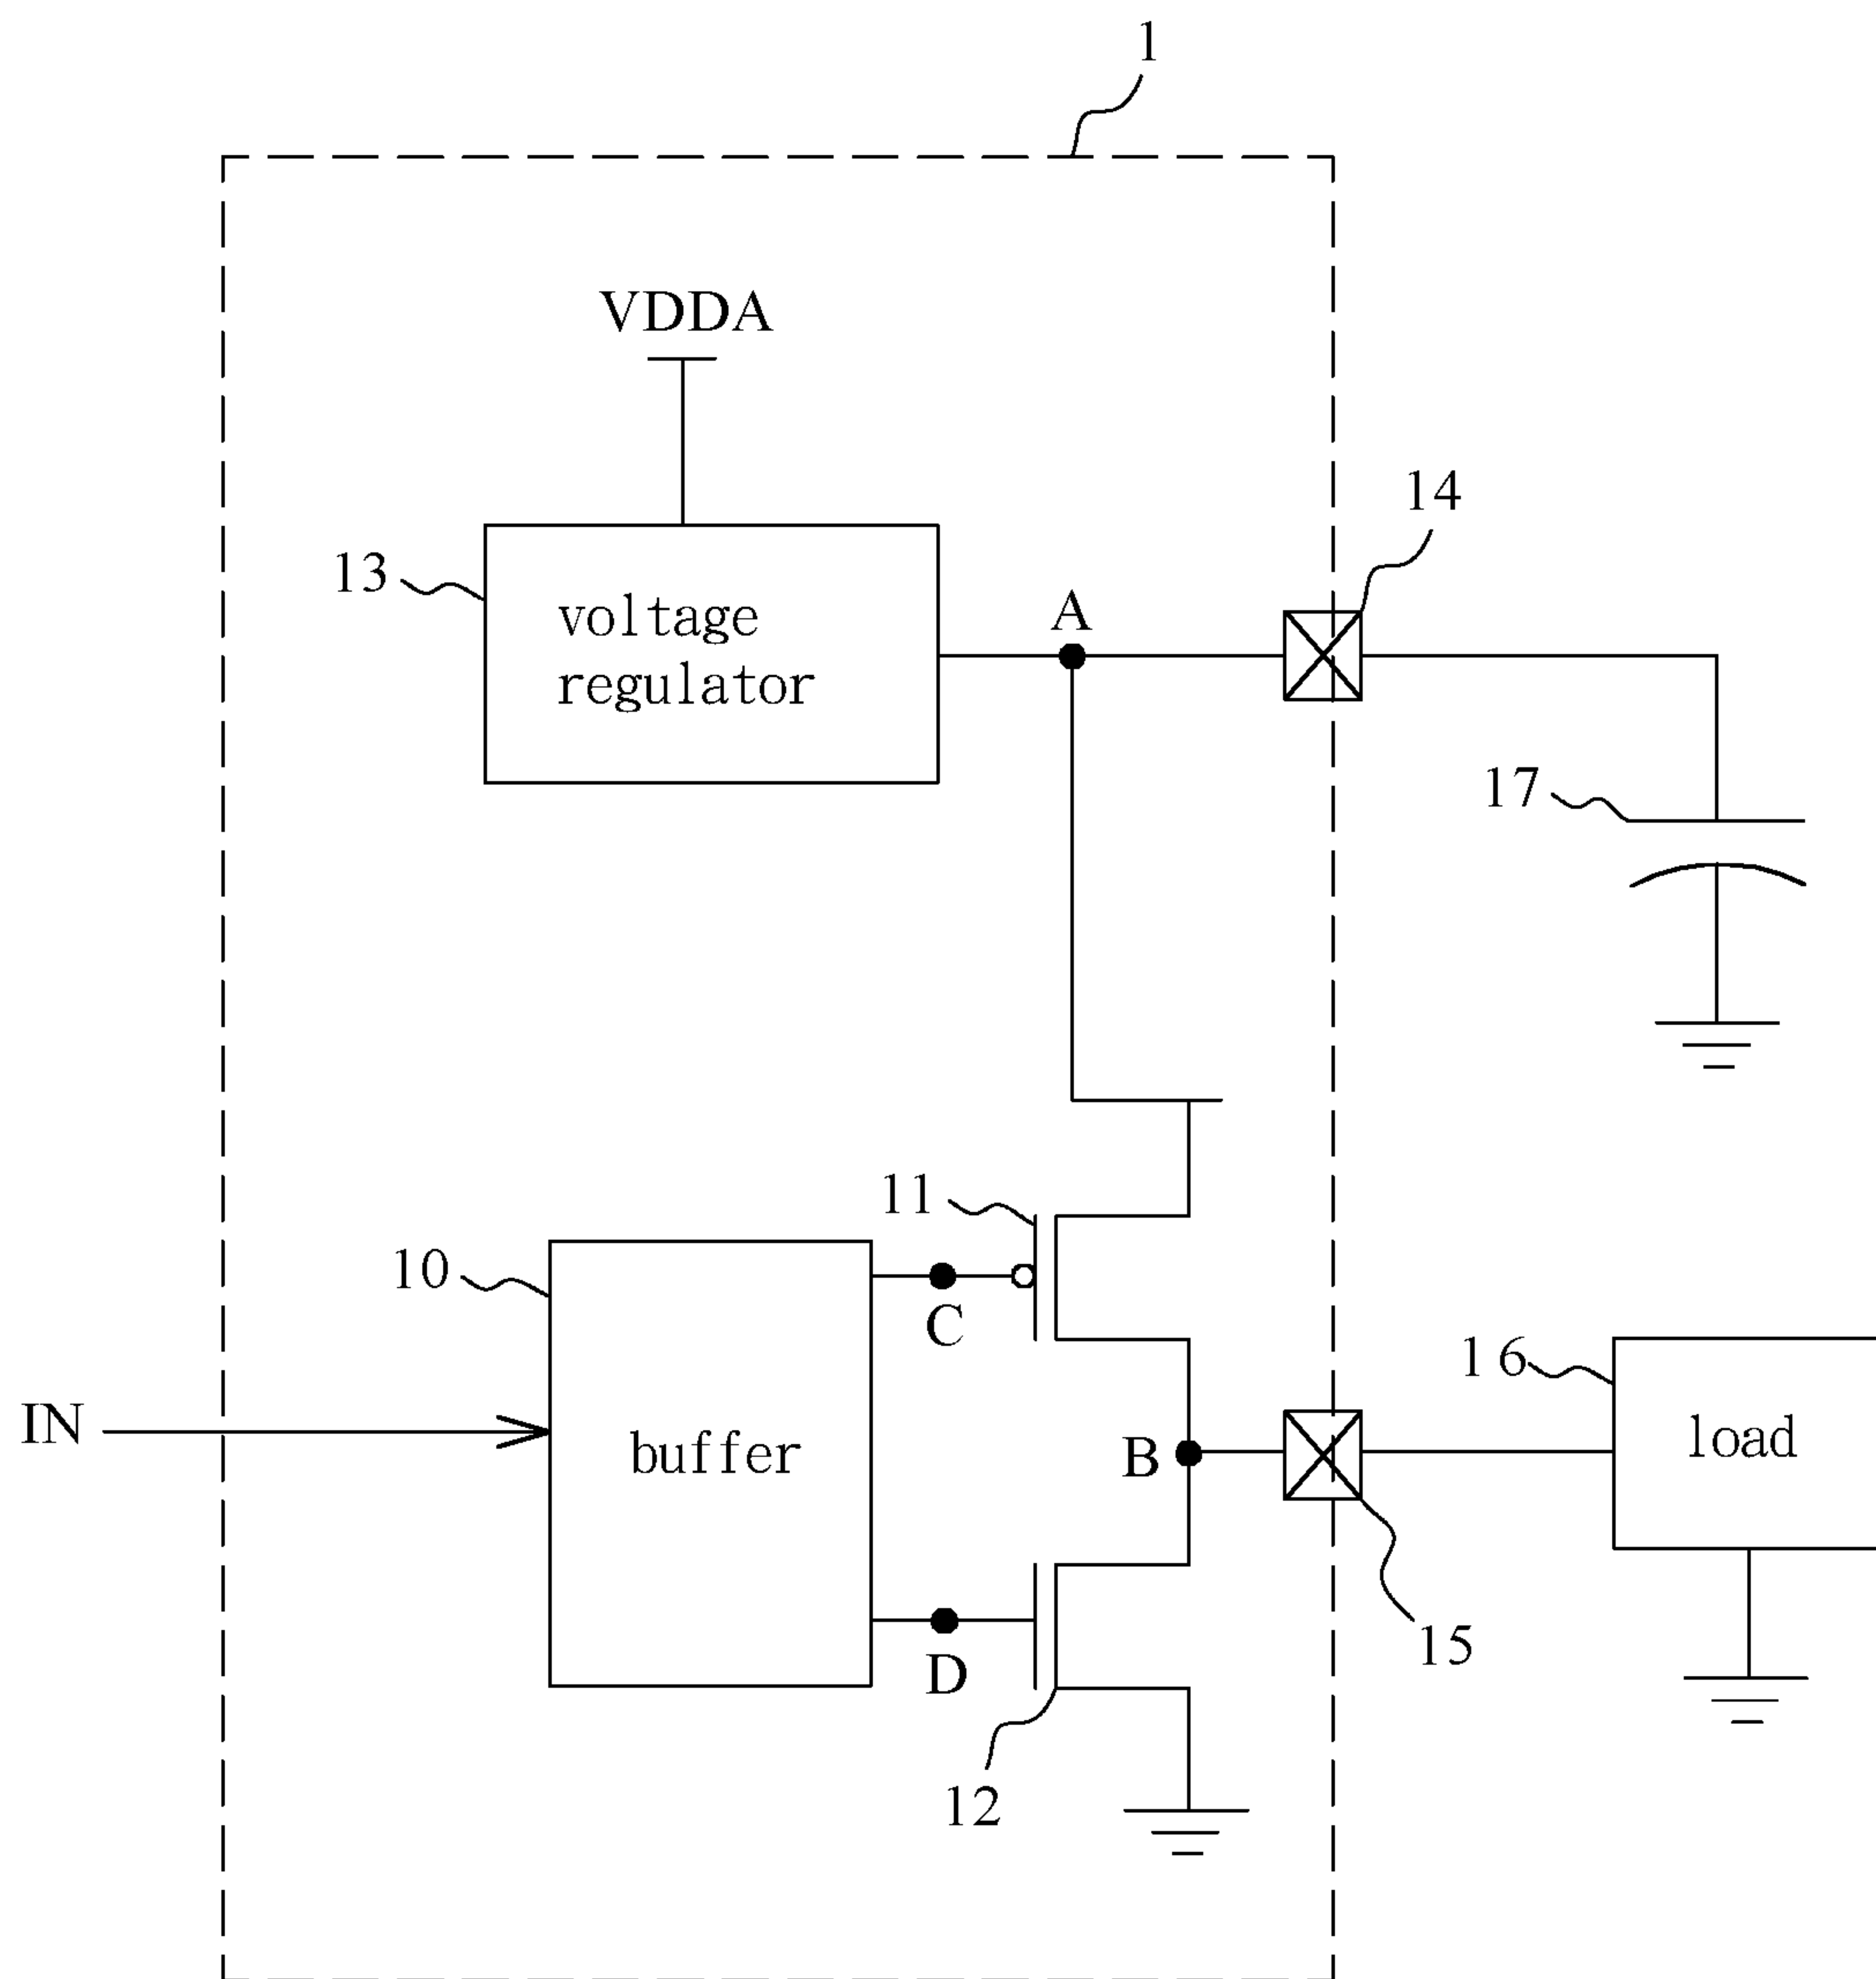 1
VDDA
14
13
voltage
regulator
A
17
11
10
C
16
IN
buffer
B
load
D
15
12